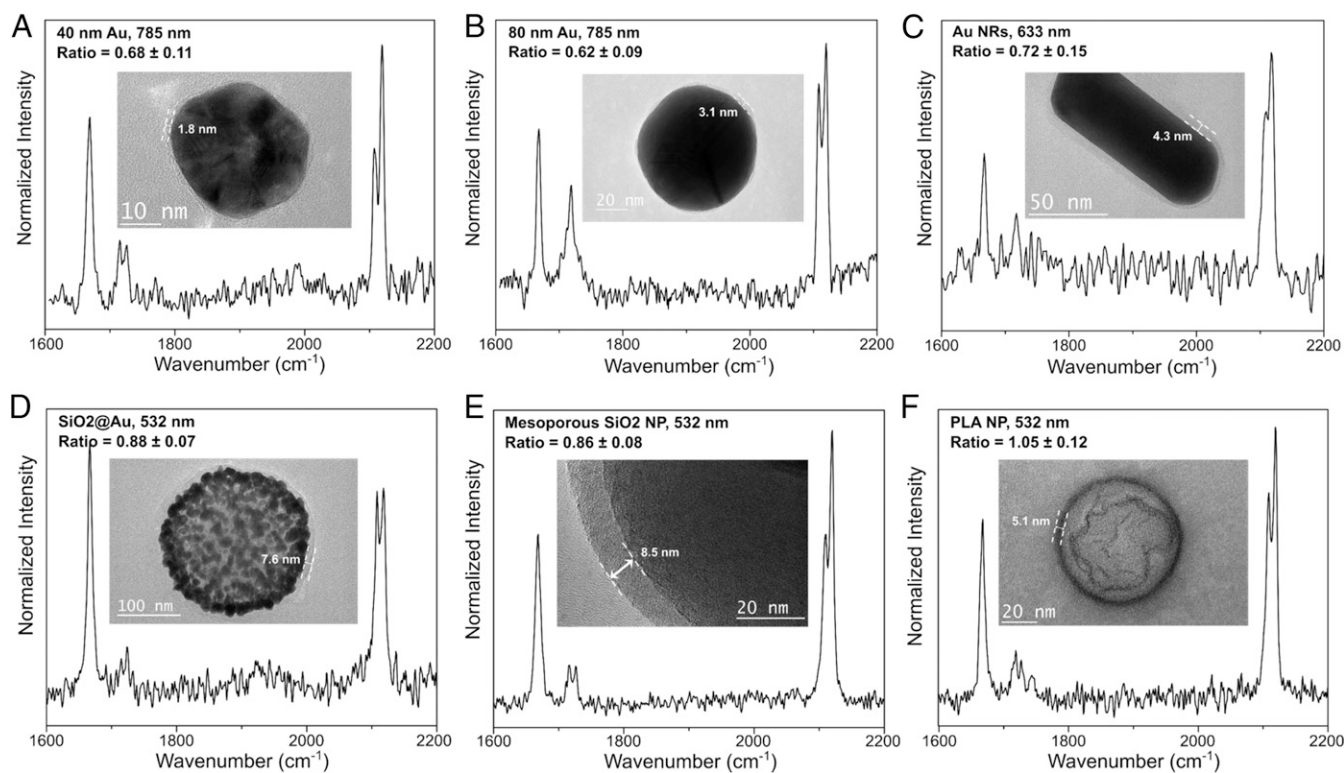 A
40 nm Au, 785 nm
Ratio = 0.68 ± 0.11
1.8 nm
10 nm
Normalized Intensity
1600 1800 2000 2200
Wavenumber (cm⁻¹)
B
80 nm Au, 785 nm
Ratio = 0.62 ± 0.09
3.1 nm
20 nm
Normalized Intensity
1600 1800 2000 2200
Wavenumber (cm⁻¹)
C
Au NRs, 633 nm
Ratio = 0.72 ± 0.15
4.3 nm
50 nm
Normalized Intensity
1600 1800 2000 2200
Wavenumber (cm⁻¹)
D
SiO2@Au, 532 nm
Ratio = 0.88 ± 0.07
7.6 nm
100 nm
Normalized Intensity
1600 1800 2000 2200
Wavenumber (cm⁻¹)
E
Mesoporous SiO2 NP, 532 nm
Ratio = 0.86 ± 0.08
8.5 nm
20 nm
Normalized Intensity
1600 1800 2000 2200
Wavenumber (cm⁻¹)
F
PLA NP, 532 nm
Ratio = 1.05 ± 0.12
5.1 nm
20 nm
Normalized Intensity
1600 1800 2000 2200
Wavenumber (cm⁻¹)